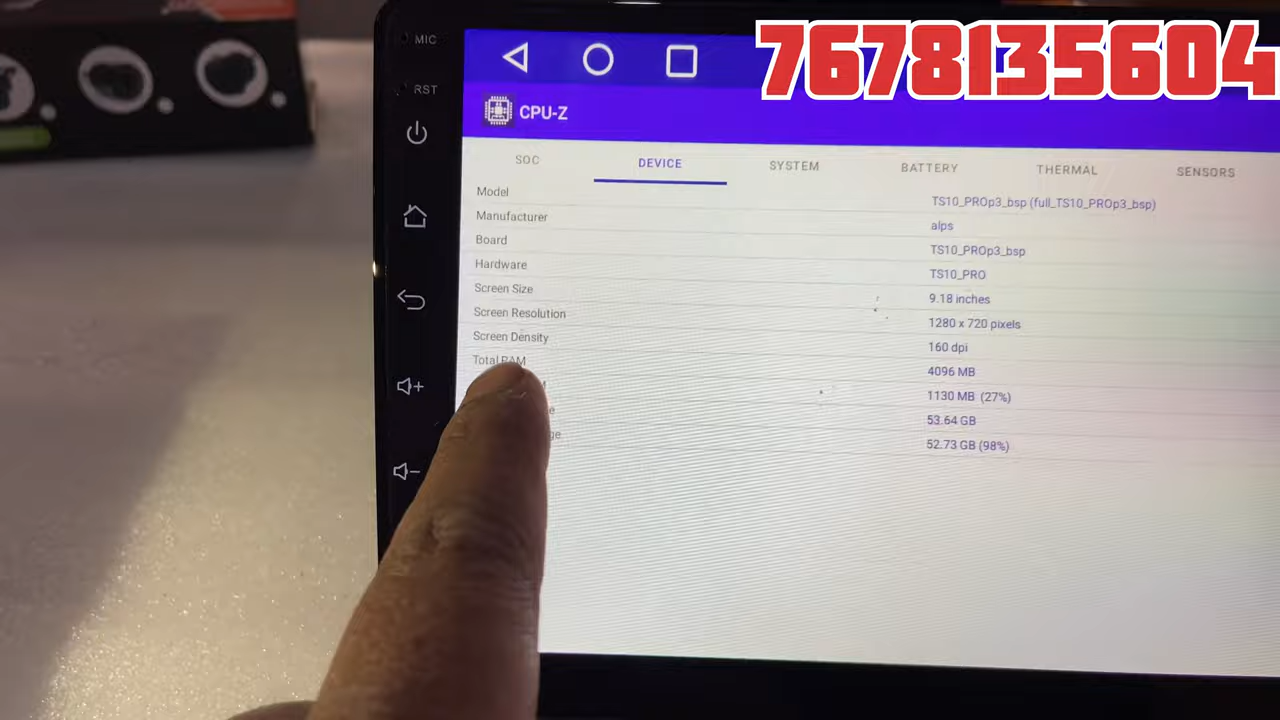 7678135604
MIC
RST
CPU-Z
SOC DEVICE SYSTEM BATTERY THERMAL SENSORS
Model TS10_PROp3_bsp (full_TS10_PROp3_bsp)
Manufacturer alps
Board TS10_PROp3_bsp
Hardware TS10_PRO
Screen Size 9.18 inches
Screen Resolution 1280 x 720 pixels
Screen Density 160 dpi
Total RAM 4096 MB
1130 MB (27%)
53.64 GB
52.73 GB (98%)